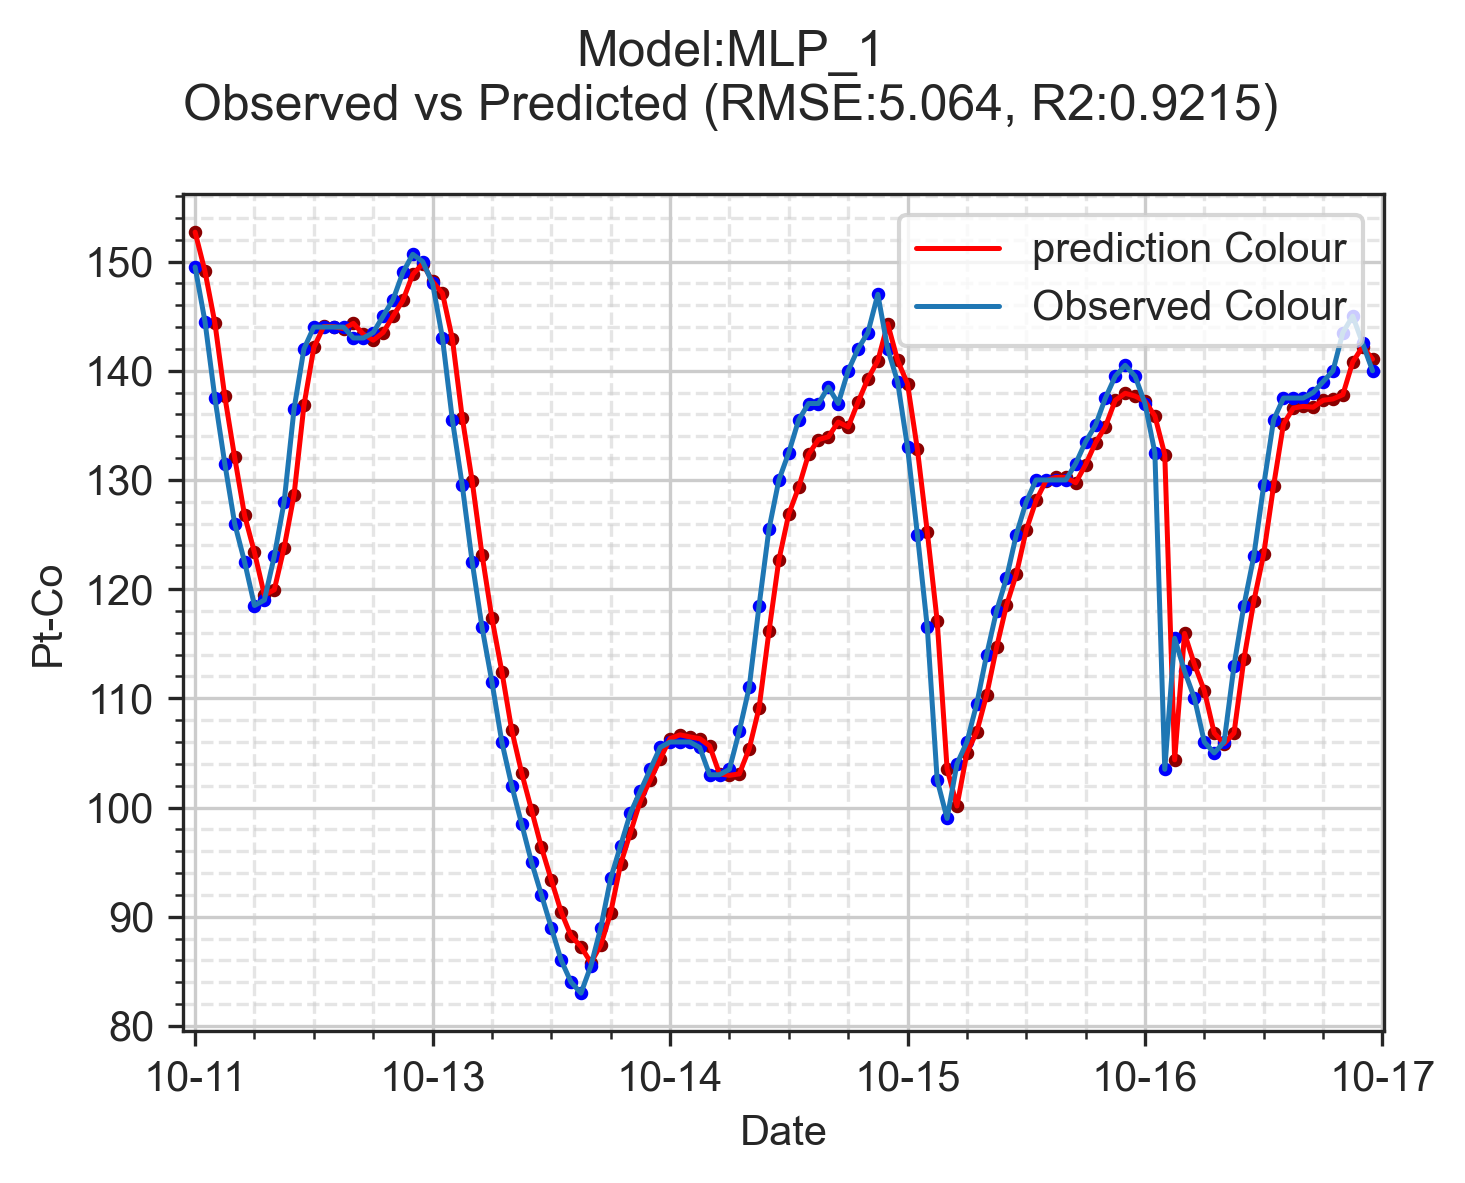 Model:MLP_1
Observed vs Predicted (RMSE:5.064, R2:0.9215)
prediction Colour
Observed Colour
150
140
130
120
110
100
90
80
Pt-Co
10-11 10-13 10-14 10-15 10-16 10-17
Date